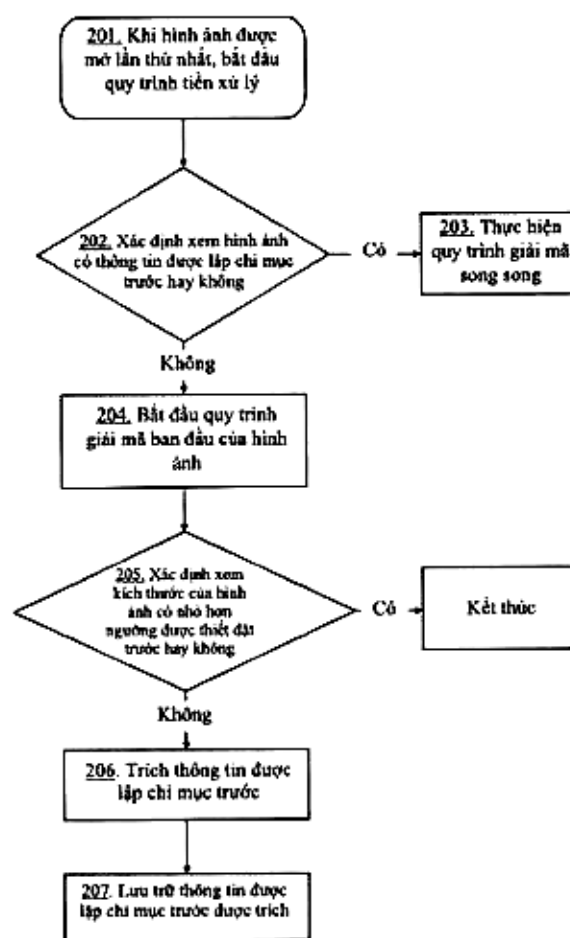 201. Khi hình ảnh được
mở lần thứ nhất, bắt đầu
quy trình tiền xử lý
202. Xác định xem hình ảnh
có thông tin được lập chỉ mục
trước hay không
Có
203. Thực hiện
quy trình giải mã
song song
Không
204. Bắt đầu quy trình
giải mã ban đầu của hình
ảnh
205. Xác định xem
kích thước của hình
ảnh có nhỏ hơn
ngưỡng được thiết đặt
trước hay không
Có
Kết thúc
Không
206. Trích thông tin được
lập chỉ mục trước
207. Lưu trữ thông tin được
lập chỉ mục trước được trích